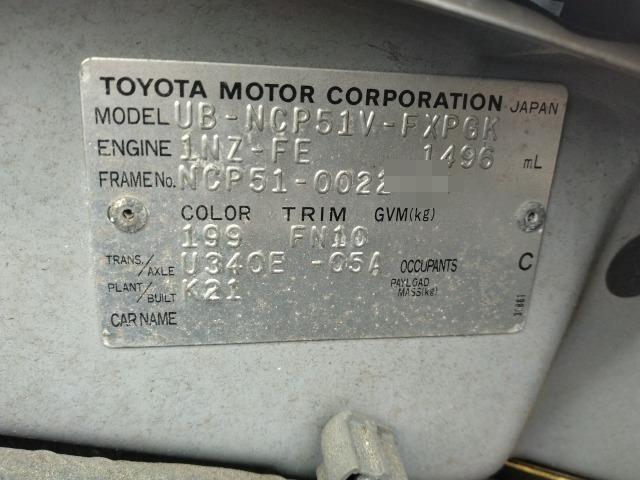 TOYOTA MOTOR CORPORATION JAPAN
MODEL UB-NCP51V-FXPGK
ENGINE 1NZ-FE 1496 mL
FRAME No. NCP51-0022
COLOR TRIM GVM(kg)
199 FN10
TRANS./AXLE U340E -05A OCCUPANTS C
PLANT/BUILT K21 PAYLOAD MASS(kg)
CAR NAME